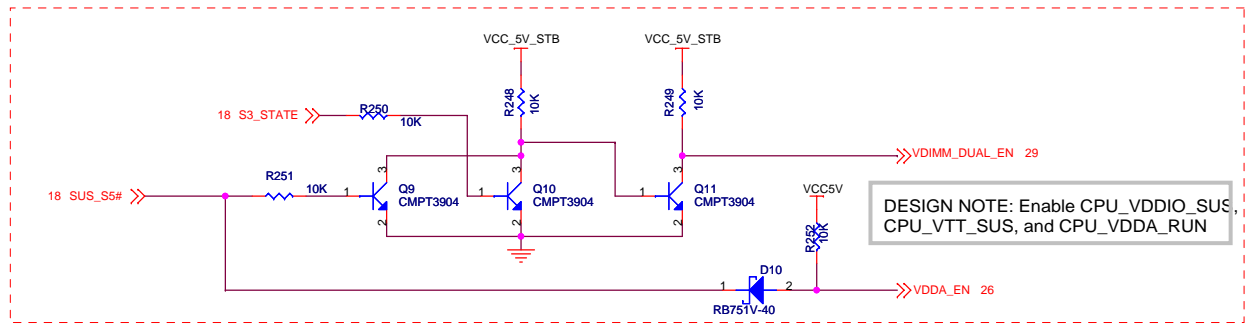 VCC_5V_STB
VCC_5V_STB
R248
10K
R249
10K
18 S3_STATE
R250
10K
VDIMM_DUAL_EN 29
3
3
3
R251
10K
18 SUS_S5#
1
Q9
CMPT3904
2
1
Q10
CMPT3904
2
1
Q11
CMPT3904
2
VCC5V
R252
10K
DESIGN NOTE: Enable CPU_VDDIO_SUS,
CPU_VTT_SUS, and CPU_VDDA_RUN
D10
1
2
RB751V-40
VDDA_EN 26